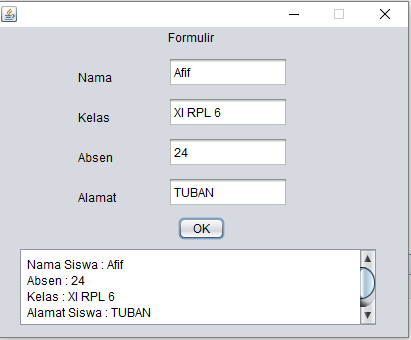 Formulir
Nama Afif
Kelas XI RPL 6
Absen 24
Alamat TUBAN
OK
Nama Siswa : Afif
Absen : 24
Kelas : XI RPL 6
Alamat Siswa : TUBAN